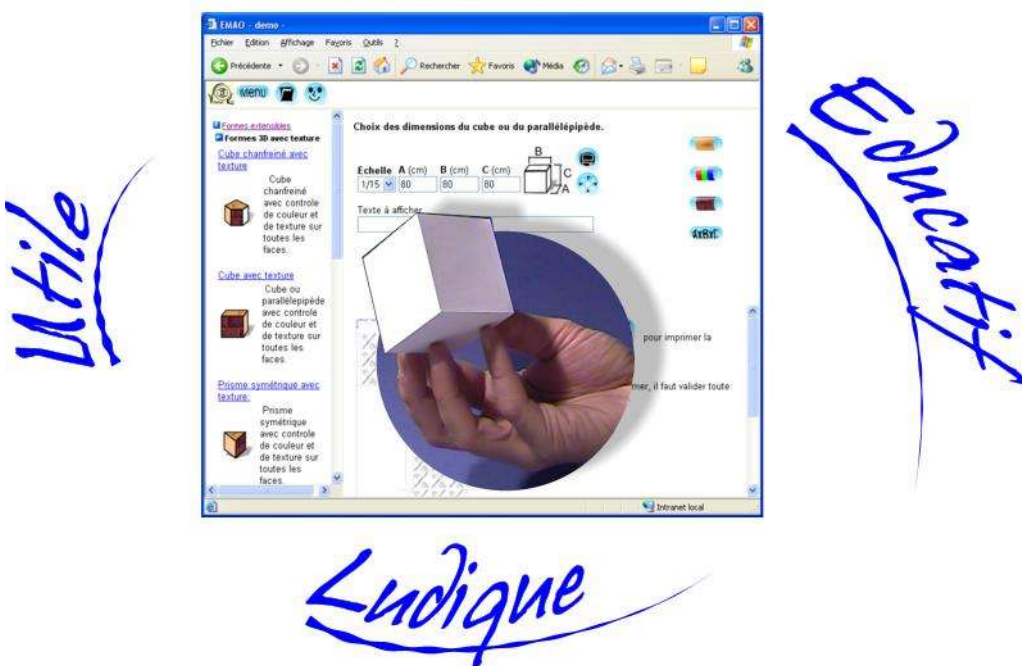 EMAO - demo -
Fichier Edition Affichage Favoris Outils ?
Précédente Rechercher Favoris Média
Menu
Formes extensibles
Formes 3D avec texture
Cube chanfreiné avec
texture
Cube
chanfreiné
avec controle
de couleur et
de texture sur
toutes les
faces.
Cube avec texture
Cube ou
parallélepipède
avec controle
de couleur et
de texture sur
toutes les
faces.
Prisme symétrique avec
texture.
Prisme
symétrique
avec controle
de couleur et
de texture sur
toutes les
faces.
Choix des dimensions du cube ou du parallélépipède.
Echelle A (cm) B (cm) C (cm)
1/15 80 80 80
B
C
A
AxBxC
Texte à afficher
pour imprimer la
mer, il faut valider toute
Intranet local
Utile
Educatif
Ludique